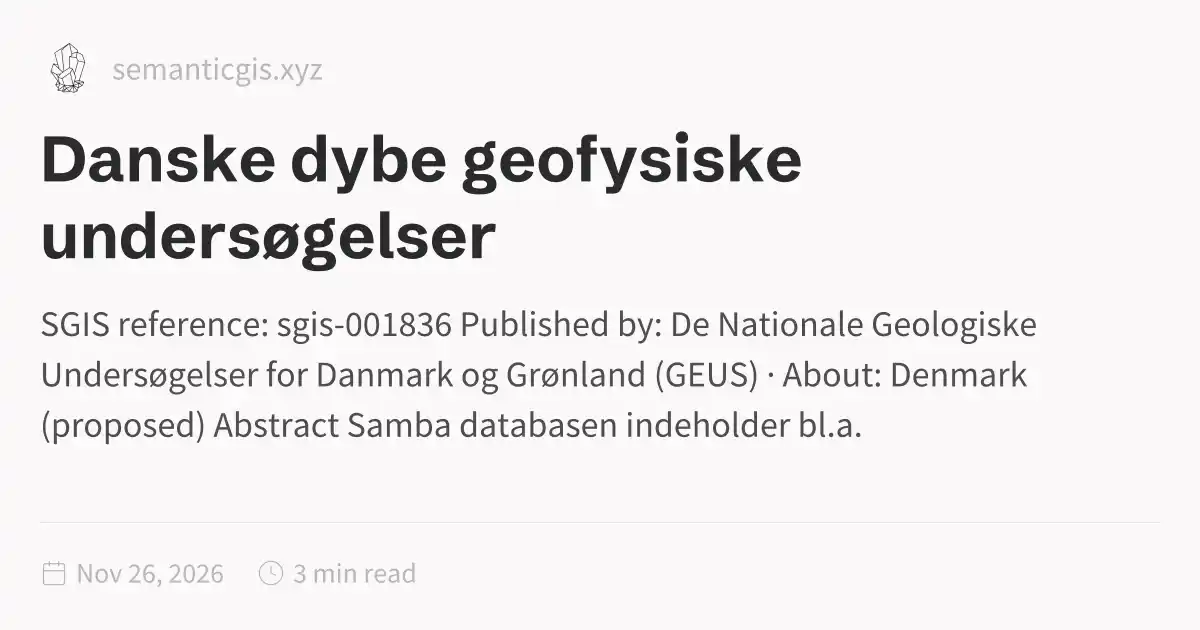 semanticgis.xyz
Danske dybe geofysiske
undersøgelser
SGIS reference: sgis-001836 Published by: De Nationale Geologiske
Undersøgelser for Danmark og Grønland (GEUS) · About: Denmark
(proposed) Abstract Samba databasen indeholder bl.a.
Nov 26, 2026 3 min read